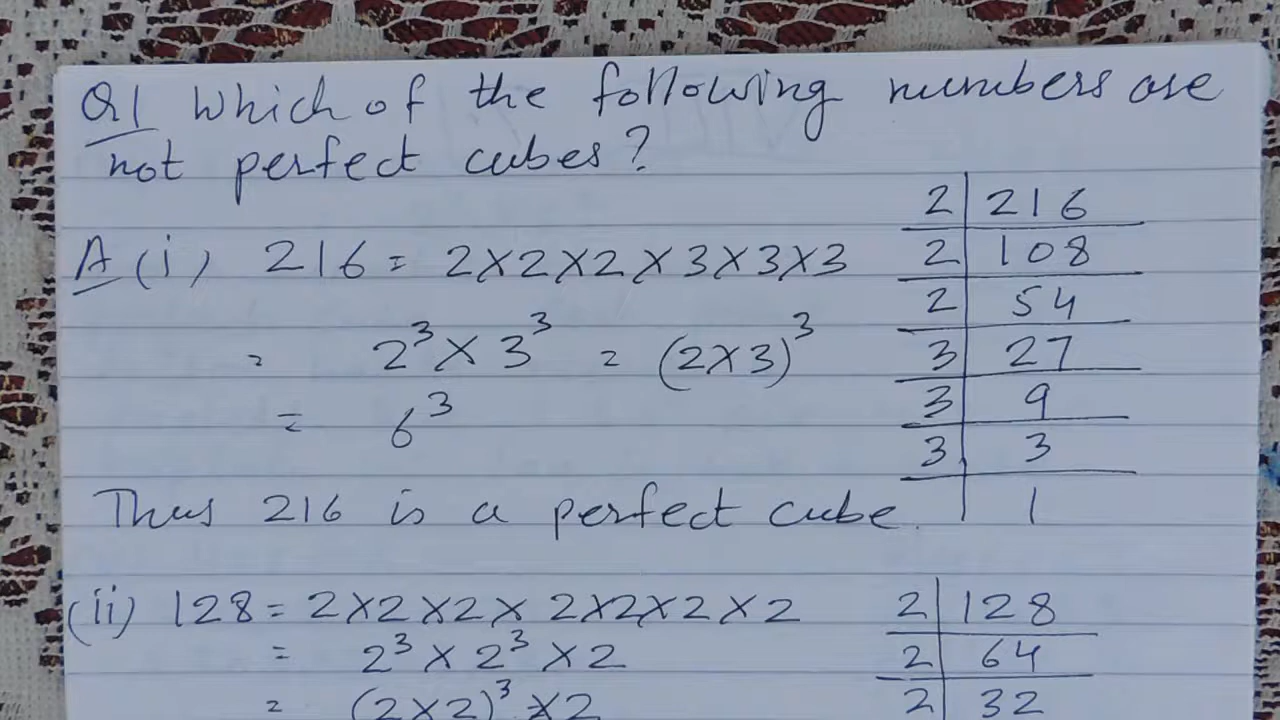 Q1 Which of the following numbers are
not perfect cubes?
A (i) 216 = 2×2×2×3×3×3
= 2³×3³ = (2×3)³
= 6³
Thus 216 is a perfect cube.
2 | 216
2 | 108
2 | 54
3 | 27
3 | 9
3 | 3
| 1
(ii) 128 = 2×2×2×2×2×2×2
= 2³×2³×2
= (2×2)³×2
2 | 128
2 | 64
2 | 32